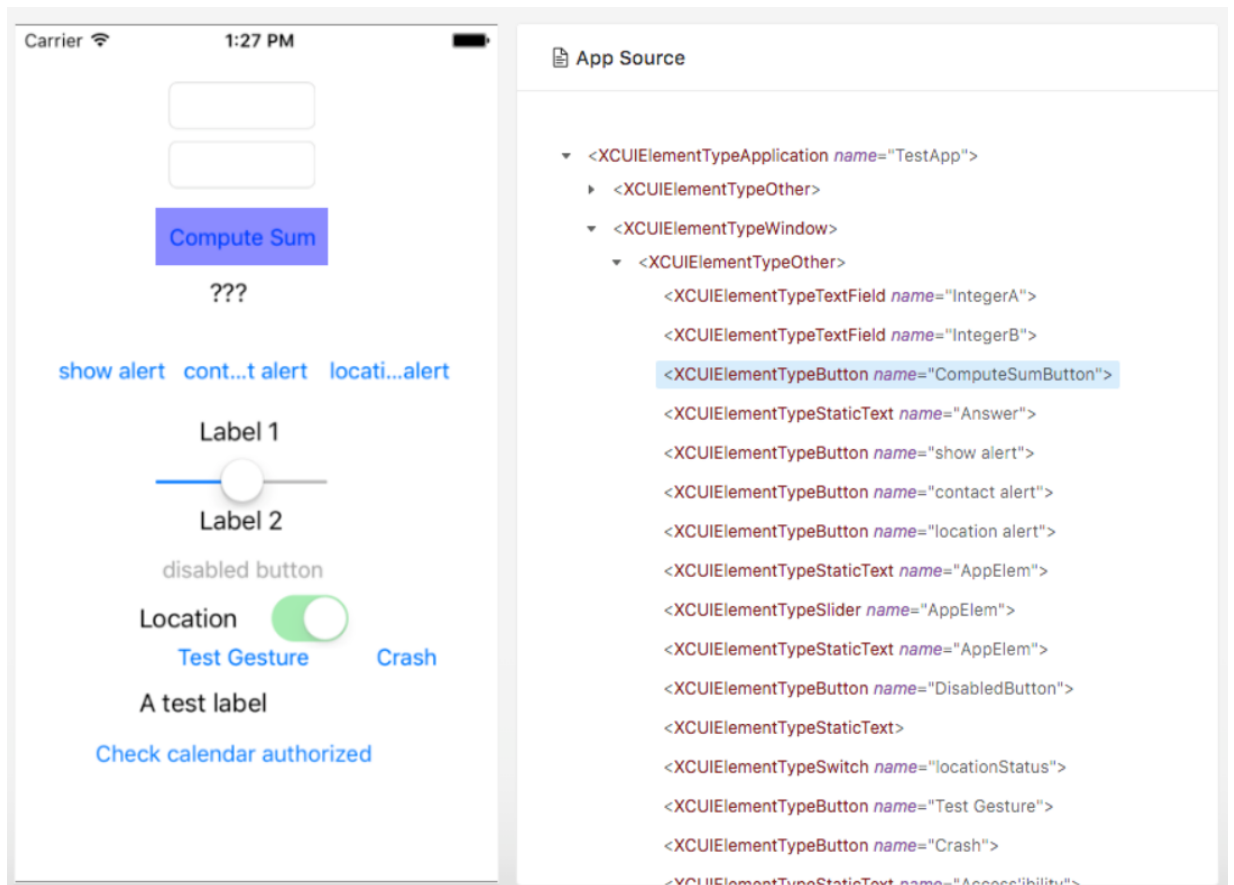 Carrier 1:27 PM
Compute Sum
???
show alert cont...t alert locati...alert
Label 1
Label 2
disabled button
Location
Test Gesture Crash
A test label
Check calendar authorized
App Source
<XCUIElementTypeApplication name="TestApp">
<XCUIElementTypeOther>
<XCUIElementTypeWindow>
<XCUIElementTypeOther>
<XCUIElementTypeTextField name="IntegerA">
<XCUIElementTypeTextField name="IntegerB">
<XCUIElementTypeButton name="ComputeSumButton">
<XCUIElementTypeStaticText name="Answer">
<XCUIElementTypeButton name="show alert">
<XCUIElementTypeButton name="contact alert">
<XCUIElementTypeButton name="location alert">
<XCUIElementTypeStaticText name="AppElem">
<XCUIElementTypeSlider name="AppElem">
<XCUIElementTypeStaticText name="AppElem">
<XCUIElementTypeButton name="DisabledButton">
<XCUIElementTypeStaticText>
<XCUIElementTypeSwitch name="locationStatus">
<XCUIElementTypeButton name="Test Gesture">
<XCUIElementTypeButton name="Crash">
<XCUIElementTypeStaticText name="Access'ibility">